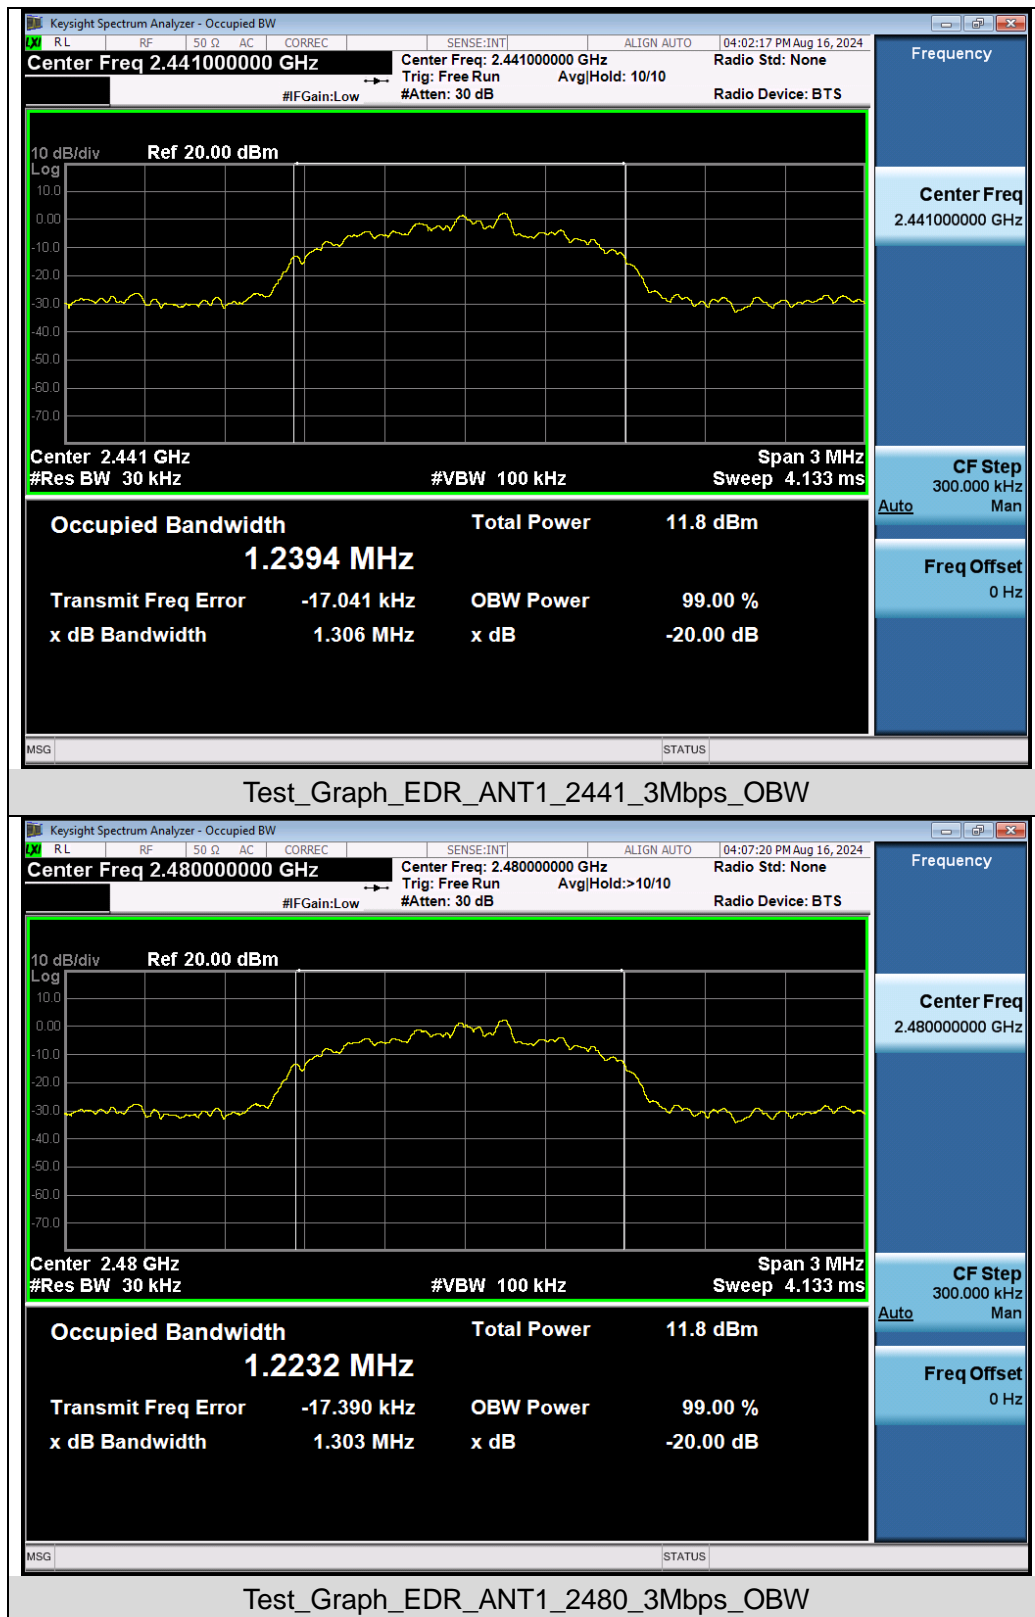 Keysight Spectrum Analyzer - Occupied BW
LXI RL RF 50 Ω AC CORREC SENSE:INT ALIGN AUTO 04:02:17 PM Aug 16, 2024
Center Freq 2.441000000 GHz Center Freq: 2.441000000 GHz Radio Std: None
Trig: Free Run Avg|Hold: 10/10
#IFGain:Low #Atten: 30 dB Radio Device: BTS
Frequency
10 dB/div Ref 20.00 dBm
Log
10.0
0.00
-10.0
-20.0
-30.0
-40.0
-50.0
-60.0
-70.0
Center 2.441 GHz Span 3 MHz
#Res BW 30 kHz #VBW 100 kHz Sweep 4.133 ms
Center Freq
2.441000000 GHz
CF Step
300.000 kHz
Auto Man
Freq Offset
0 Hz
Occupied Bandwidth Total Power 11.8 dBm
1.2394 MHz
Transmit Freq Error -17.041 kHz OBW Power 99.00 %
x dB Bandwidth 1.306 MHz x dB -20.00 dB
MSG STATUS
Test_Graph_EDR_ANT1_2441_3Mbps_OBW
Keysight Spectrum Analyzer - Occupied BW
LXI RL RF 50 Ω AC CORREC SENSE:INT ALIGN AUTO 04:07:20 PM Aug 16, 2024
Center Freq 2.480000000 GHz Center Freq: 2.480000000 GHz Radio Std: None
Trig: Free Run Avg|Hold:>10/10
#IFGain:Low #Atten: 30 dB Radio Device: BTS
Frequency
10 dB/div Ref 20.00 dBm
Log
10.0
0.00
-10.0
-20.0
-30.0
-40.0
-50.0
-60.0
-70.0
Center 2.48 GHz Span 3 MHz
#Res BW 30 kHz #VBW 100 kHz Sweep 4.133 ms
Center Freq
2.480000000 GHz
CF Step
300.000 kHz
Auto Man
Freq Offset
0 Hz
Occupied Bandwidth Total Power 11.8 dBm
1.2232 MHz
Transmit Freq Error -17.390 kHz OBW Power 99.00 %
x dB Bandwidth 1.303 MHz x dB -20.00 dB
MSG STATUS
Test_Graph_EDR_ANT1_2480_3Mbps_OBW